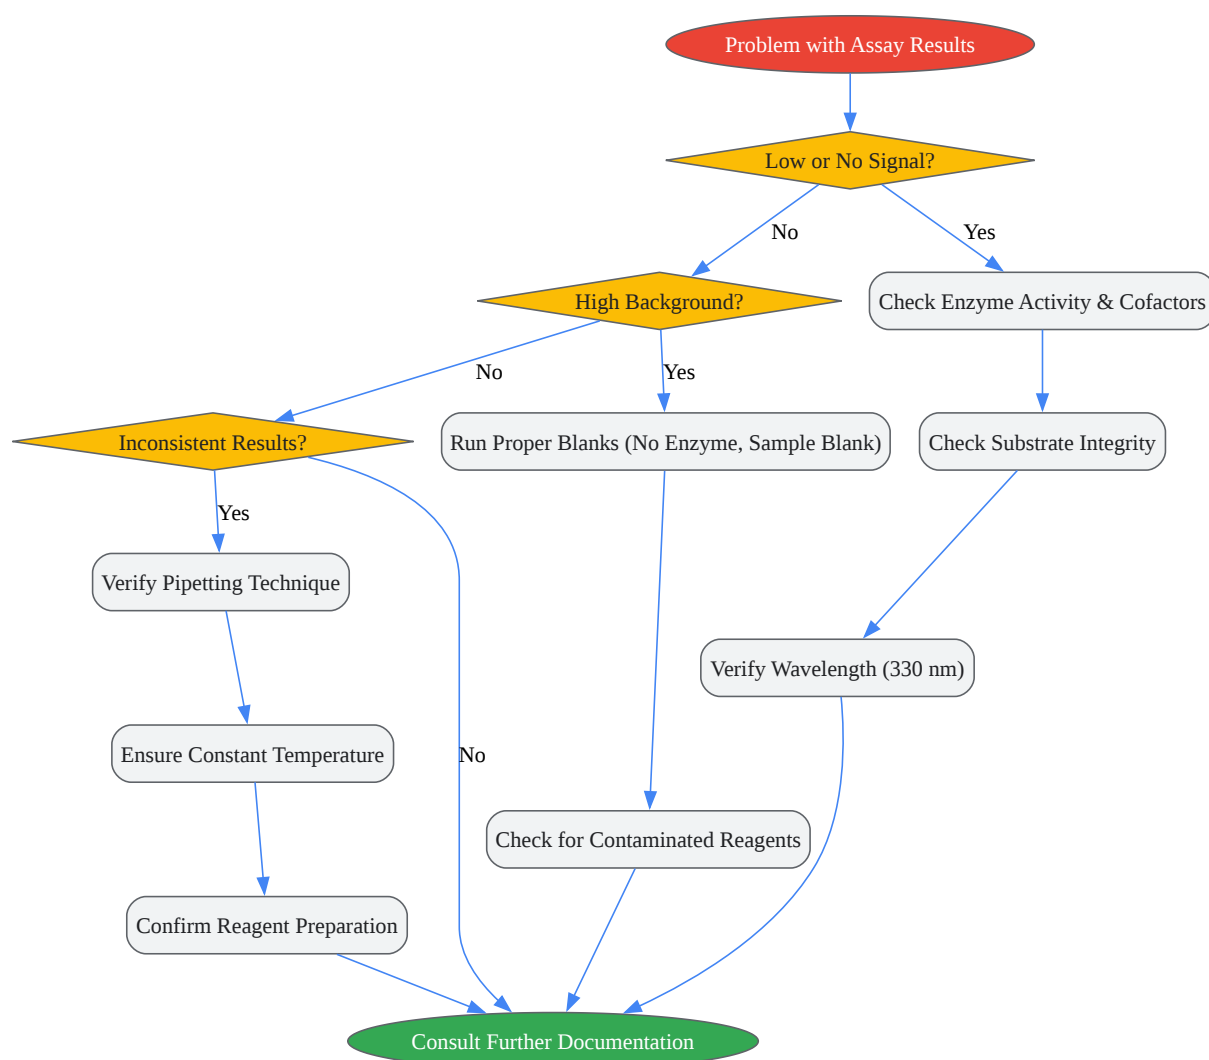 Problem with Assay Results
Low or No Signal?
No
Yes
High Background?
Check Enzyme Activity & Cofactors
No
Yes
Inconsistent Results?
Run Proper Blanks (No Enzyme, Sample Blank)
Check Substrate Integrity
Yes
Verify Pipetting Technique
Verify Wavelength (330 nm)
Ensure Constant Temperature
No
Check for Contaminated Reagents
Confirm Reagent Preparation
Consult Further Documentation